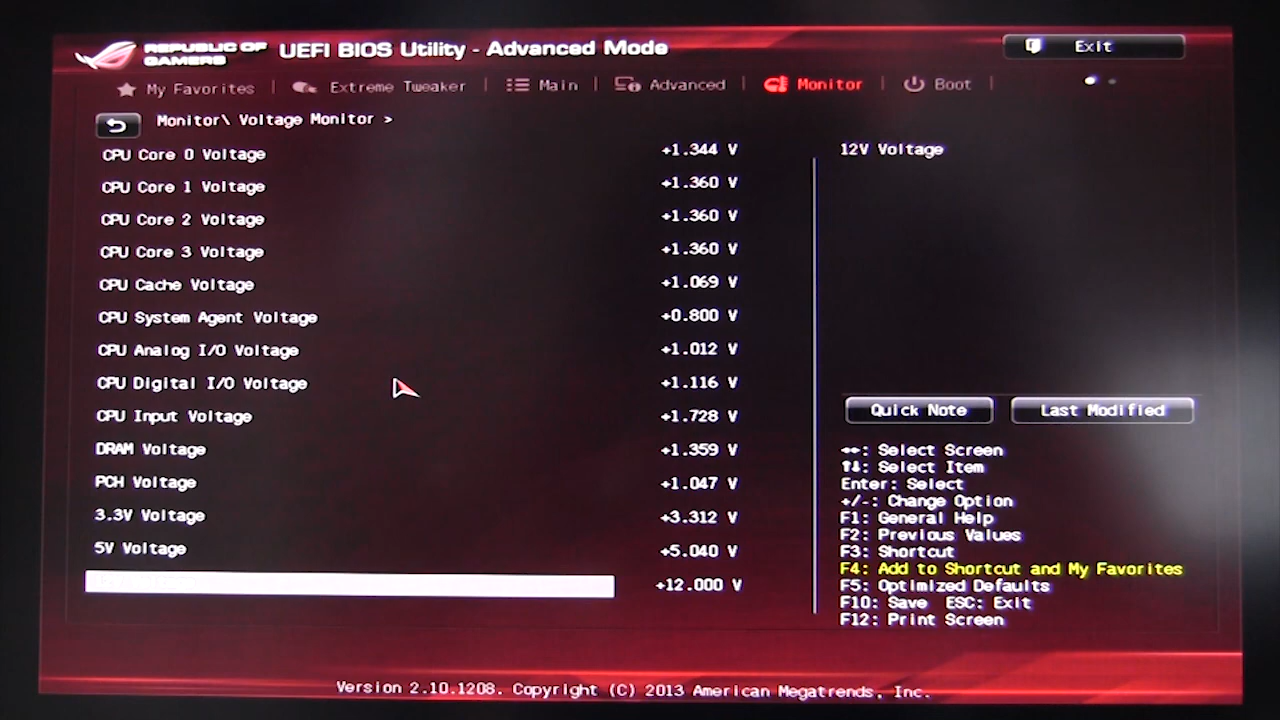 REPUBLIC OF GAMERS UEFI BIOS Utility - Advanced Mode Exit
My Favorites Extreme Tweaker Main Advanced Monitor Boot
Monitor\ Voltage Monitor >
CPU Core 0 Voltage +1.344 V
CPU Core 1 Voltage +1.360 V
CPU Core 2 Voltage +1.360 V
CPU Core 3 Voltage +1.360 V
CPU Cache Voltage +1.069 V
CPU System Agent Voltage +0.800 V
CPU Analog I/O Voltage +1.012 V
CPU Digital I/O Voltage +1.116 V
CPU Input Voltage +1.728 V
DRAM Voltage +1.359 V
PCH Voltage +1.047 V
3.3V Voltage +3.312 V
5V Voltage +5.040 V
+12.000 V
12V Voltage
Quick Note Last Modified
→←: Select Screen
↑↓: Select Item
Enter: Select
+/-: Change Option
F1: General Help
F2: Previous Values
F3: Shortcut
F4: Add to Shortcut and My Favorites
F5: Optimized Defaults
F10: Save ESC: Exit
F12: Print Screen
Version 2.10.1208. Copyright (C) 2013 American Megatrends, Inc.